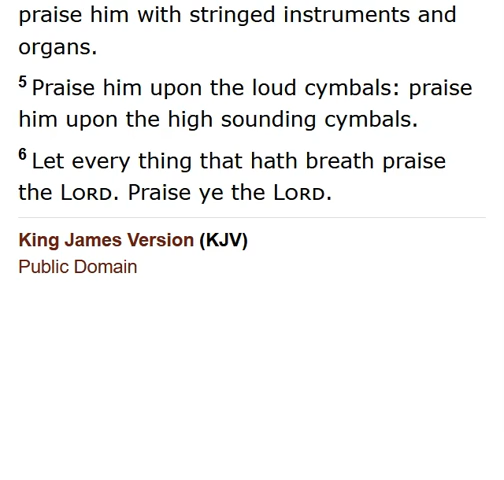 praise him with stringed instruments and
organs.
5 Praise him upon the loud cymbals: praise
him upon the high sounding cymbals.
6 Let every thing that hath breath praise
the LORD. Praise ye the LORD.
King James Version (KJV)
Public Domain